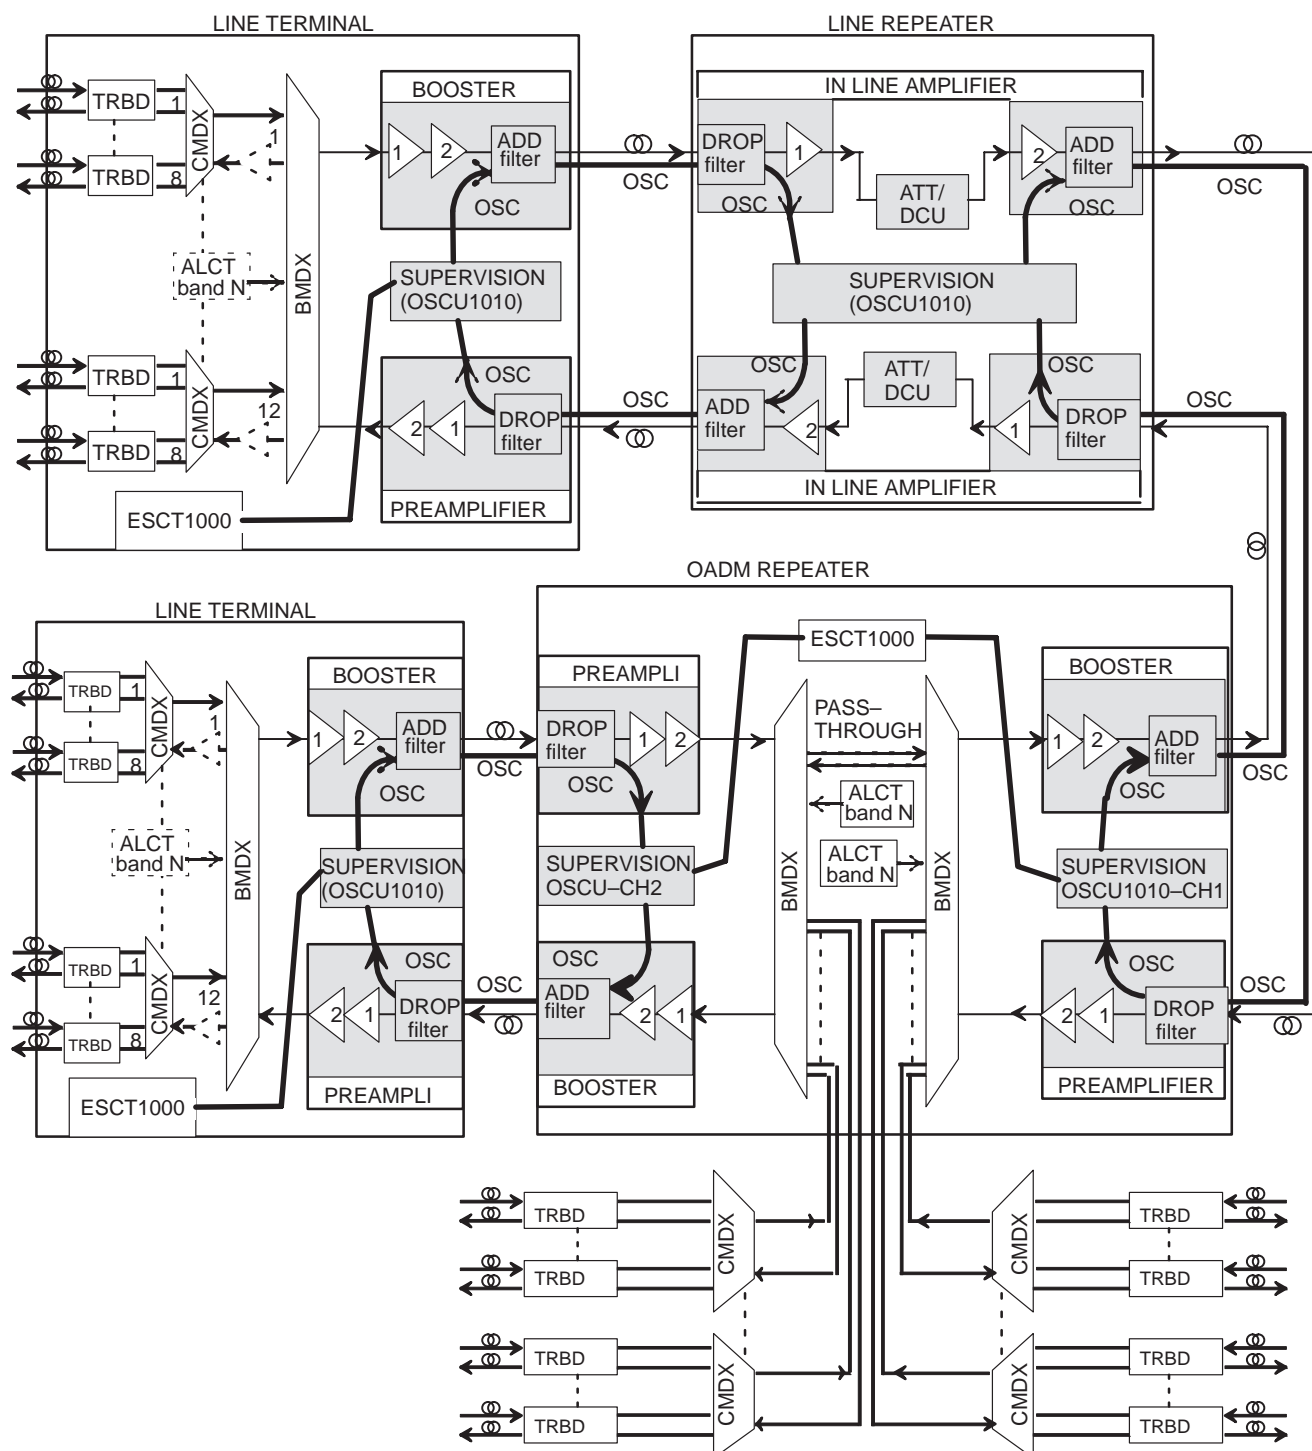 LINE TERMINAL
LINE REPEATER
TRBD
1
CMDX
TRBD
8
1
ALCT
band N
BMDX
BOOSTER
1
2
ADD
filter
OSC
OSC
SUPERVISION
(OSCU1010)
TRBD
1
CMDX
TRBD
8
12
OSC
2
1
DROP
filter
PREAMPLIFIER
ESCT1000
OSC
IN LINE AMPLIFIER
DROP
filter
1
OSC
ATT/
DCU
2
ADD
filter
OSC
OSC
SUPERVISION
(OSCU1010)
OSC
ADD
filter
2
ATT/
DCU
OSC
1
DROP
filter
OSC
IN LINE AMPLIFIER
OADM REPEATER
LINE TERMINAL
TRBD
1
CMDX
TRBD
8
1
ALCT
band N
BMDX
BOOSTER
1
2
ADD
filter
OSC
OSC
SUPERVISION
(OSCU1010)
TRBD
1
CMDX
TRBD
8
12
OSC
2
1
DROP
filter
PREAMPLI
ESCT1000
OSC
ESCT1000
PREAMPLI
DROP
filter
1
2
OSC
SUPERVISION
OSCU–CH2
OSC
ADD
filter
2
1
BOOSTER
BMDX
PASS–
THROUGH
ALCT
band N
ALCT
band N
BMDX
BOOSTER
1
2
ADD
filter
OSC
OSC
SUPERVISION
OSCU1010–CH1
OSC
2
1
DROP
filter
OSC
PREAMPLIFIER
TRBD
CMDX
TRBD
CMDX
TRBD
TRBD
TRBD
CMDX
TRBD
CMDX
TRBD
TRBD